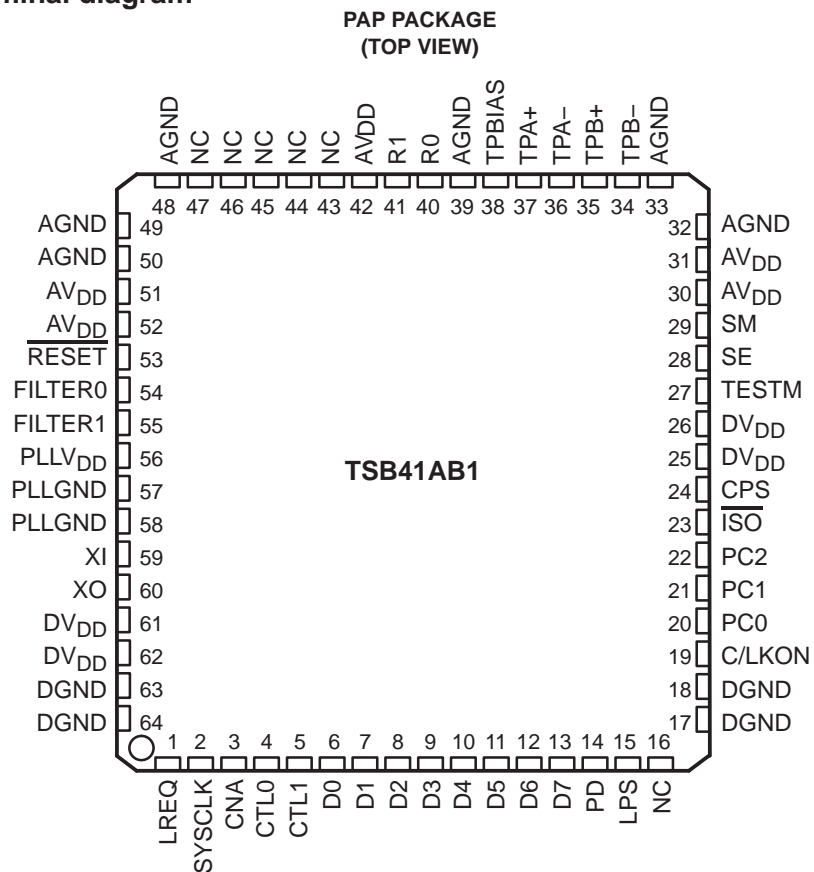 PAP PACKAGE
(TOP VIEW)
AGND NC NC NC NC NC AVDD R1 R0 AGND TPBIAS TPA+ TPA– TPB+ TPB– AGND
48 47 46 45 44 43 42 41 40 39 38 37 36 35 34 33
AGND 49
AGND 50
AVDD 51
AVDD 52
RESET 53
FILTER0 54
FILTER1 55
PLLVDD 56
PLLGND 57
PLLGND 58
XI 59
XO 60
DVDD 61
DVDD 62
DGND 63
DGND 64
TSB41AB1
32 AGND
31 AVDD
30 AVDD
29 SM
28 SE
27 TESTM
26 DVDD
25 DVDD
24 CPS
23 ISO
22 PC2
21 PC1
20 PC0
19 C/LKON
18 DGND
17 DGND
1 2 3 4 5 6 7 8 9 10 11 12 13 14 15 16
LREQ SYSCLK CNA CTL0 CTL1 D0 D1 D2 D3 D4 D5 D6 D7 PD LPS NC